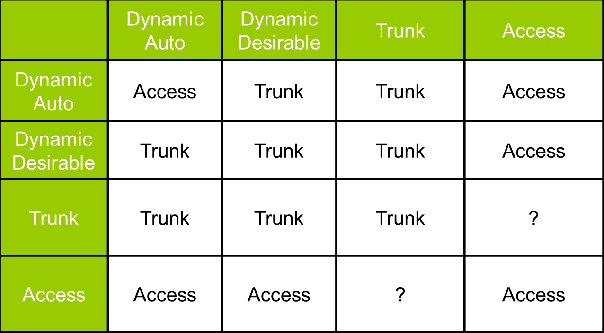 Dynamic Auto Dynamic Desirable Trunk Access
Dynamic Auto Access Trunk Trunk Access
Dynamic Desirable Trunk Trunk Trunk Access
Trunk Trunk Trunk Trunk ?
Access Access Access ? Access